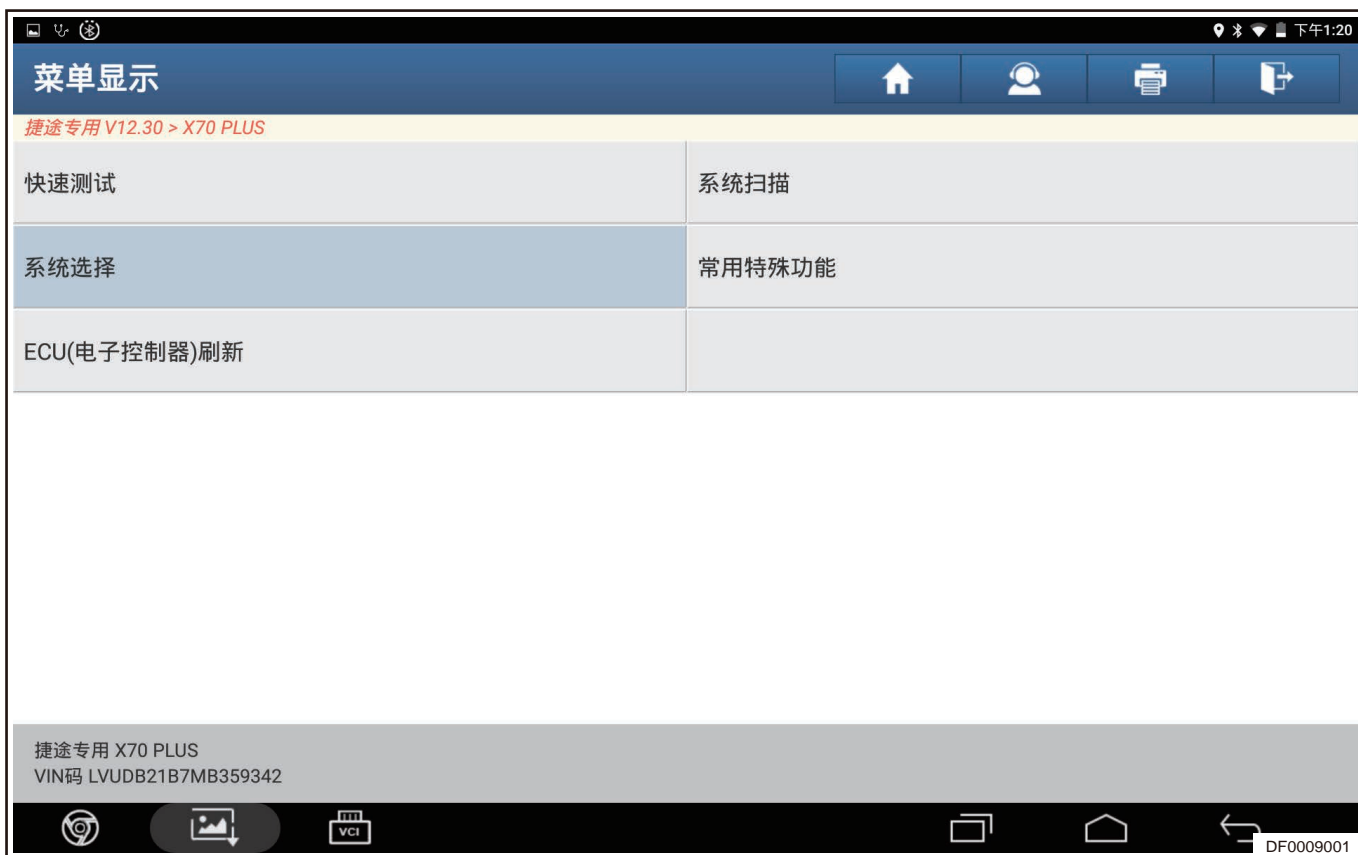 下午1:20
菜单显示
捷途专用 V12.30 > X70 PLUS
快速测试
系统扫描
系统选择
常用特殊功能
ECU(电子控制器)刷新
捷途专用 X70 PLUS
VIN码 LVUDB21B7MB359342
VCI
DF0009001